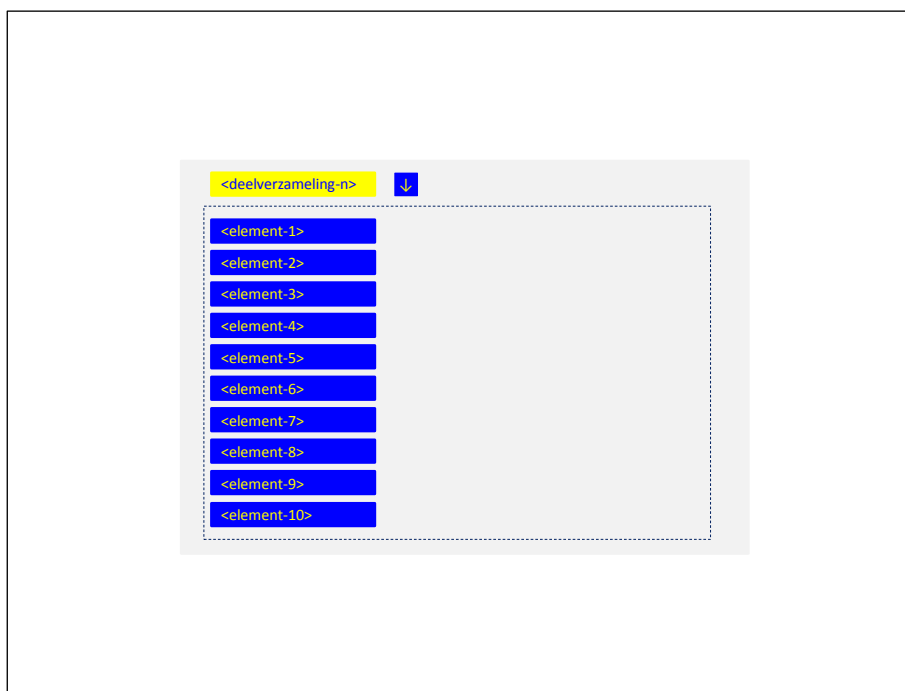 <deelverzameling-n> ↓
<element-1>
<element-2>
<element-3>
<element-4>
<element-5>
<element-6>
<element-7>
<element-8>
<element-9>
<element-10>